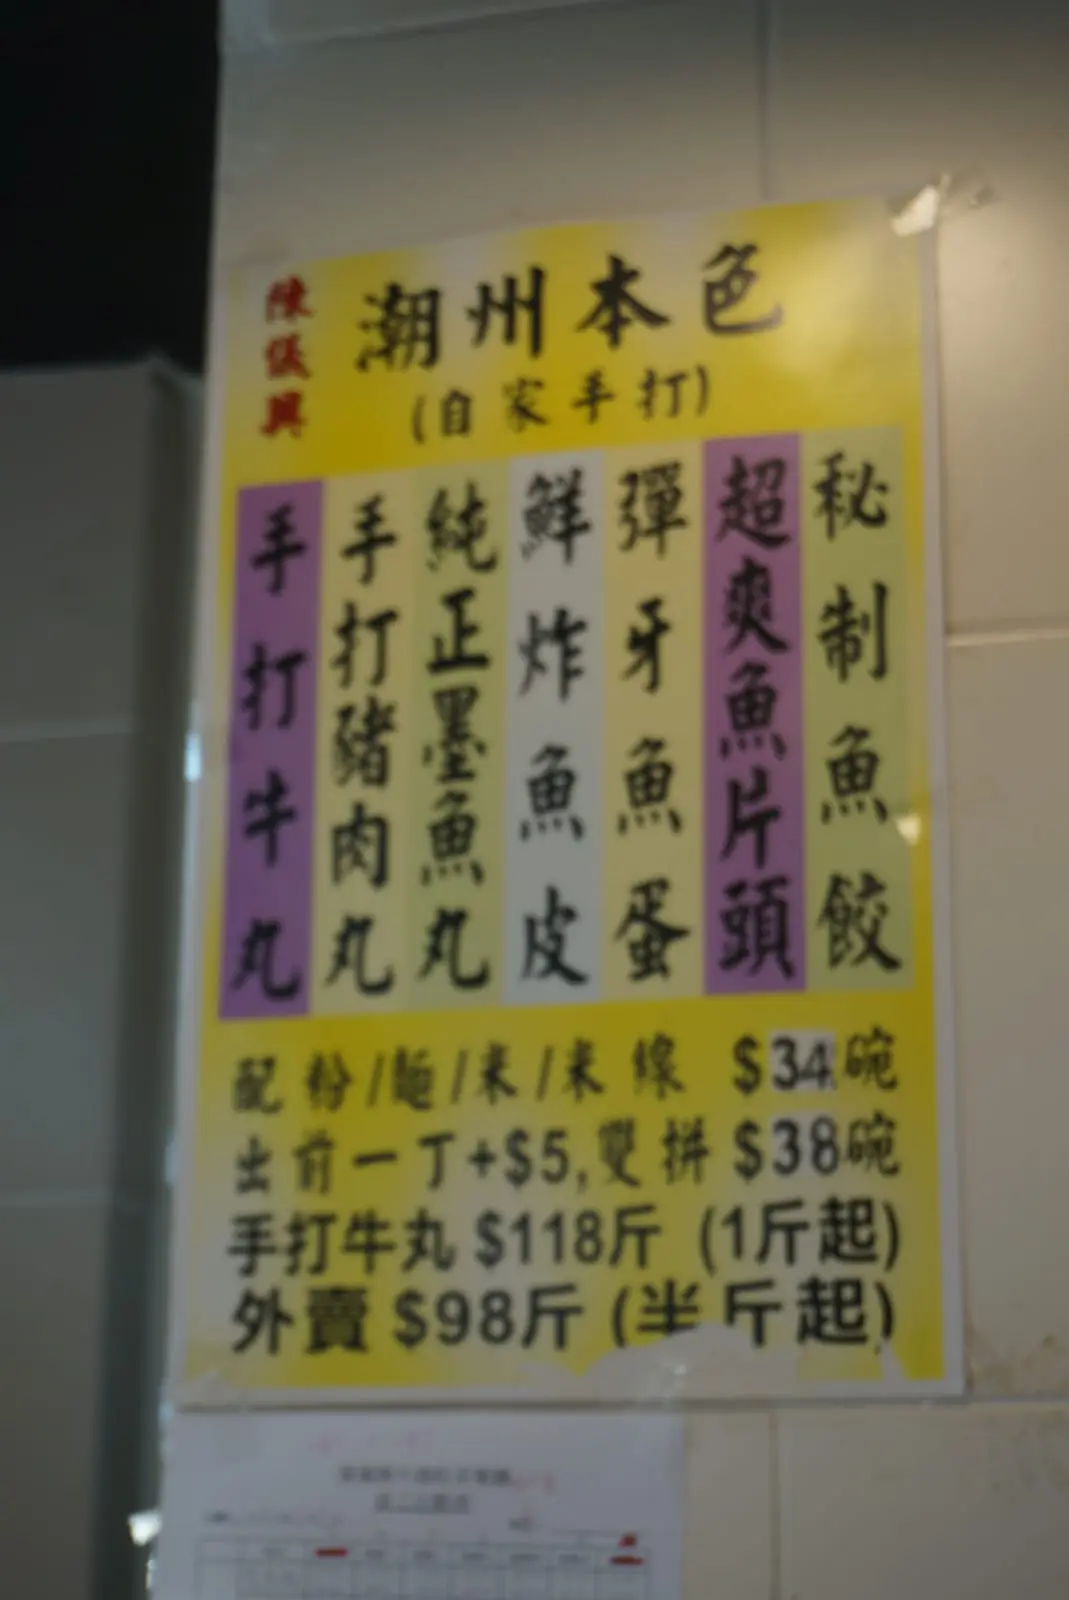 陳儀興
潮州本色
(自家手打)
手打牛丸
手打豬肉丸
純正墨魚丸
鮮炸魚皮
彈牙魚蛋
超爽魚片頭
秘制魚餃
配粉/麵/米/米線 $34碗
出前一丁+$5,雙拼 $38碗
手打牛丸 $118斤 (1斤起)
外賣 $98斤 (半斤起)